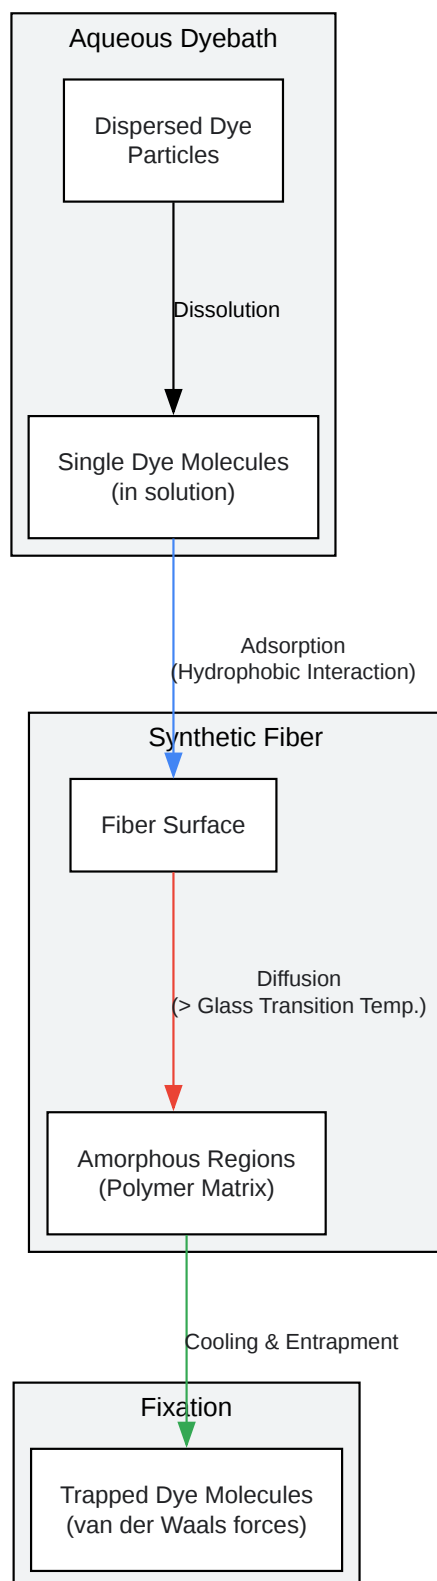 Aqueous Dyebath
Dispersed Dye
Particles
Dissolution
Single Dye Molecules
(in solution)
Adsorption
(Hydrophobic Interaction)
Synthetic Fiber
Fiber Surface
Diffusion
(> Glass Transition Temp.)
Amorphous Regions
(Polymer Matrix)
Cooling & Entrapment
Fixation
Trapped Dye Molecules
(van der Waals forces)